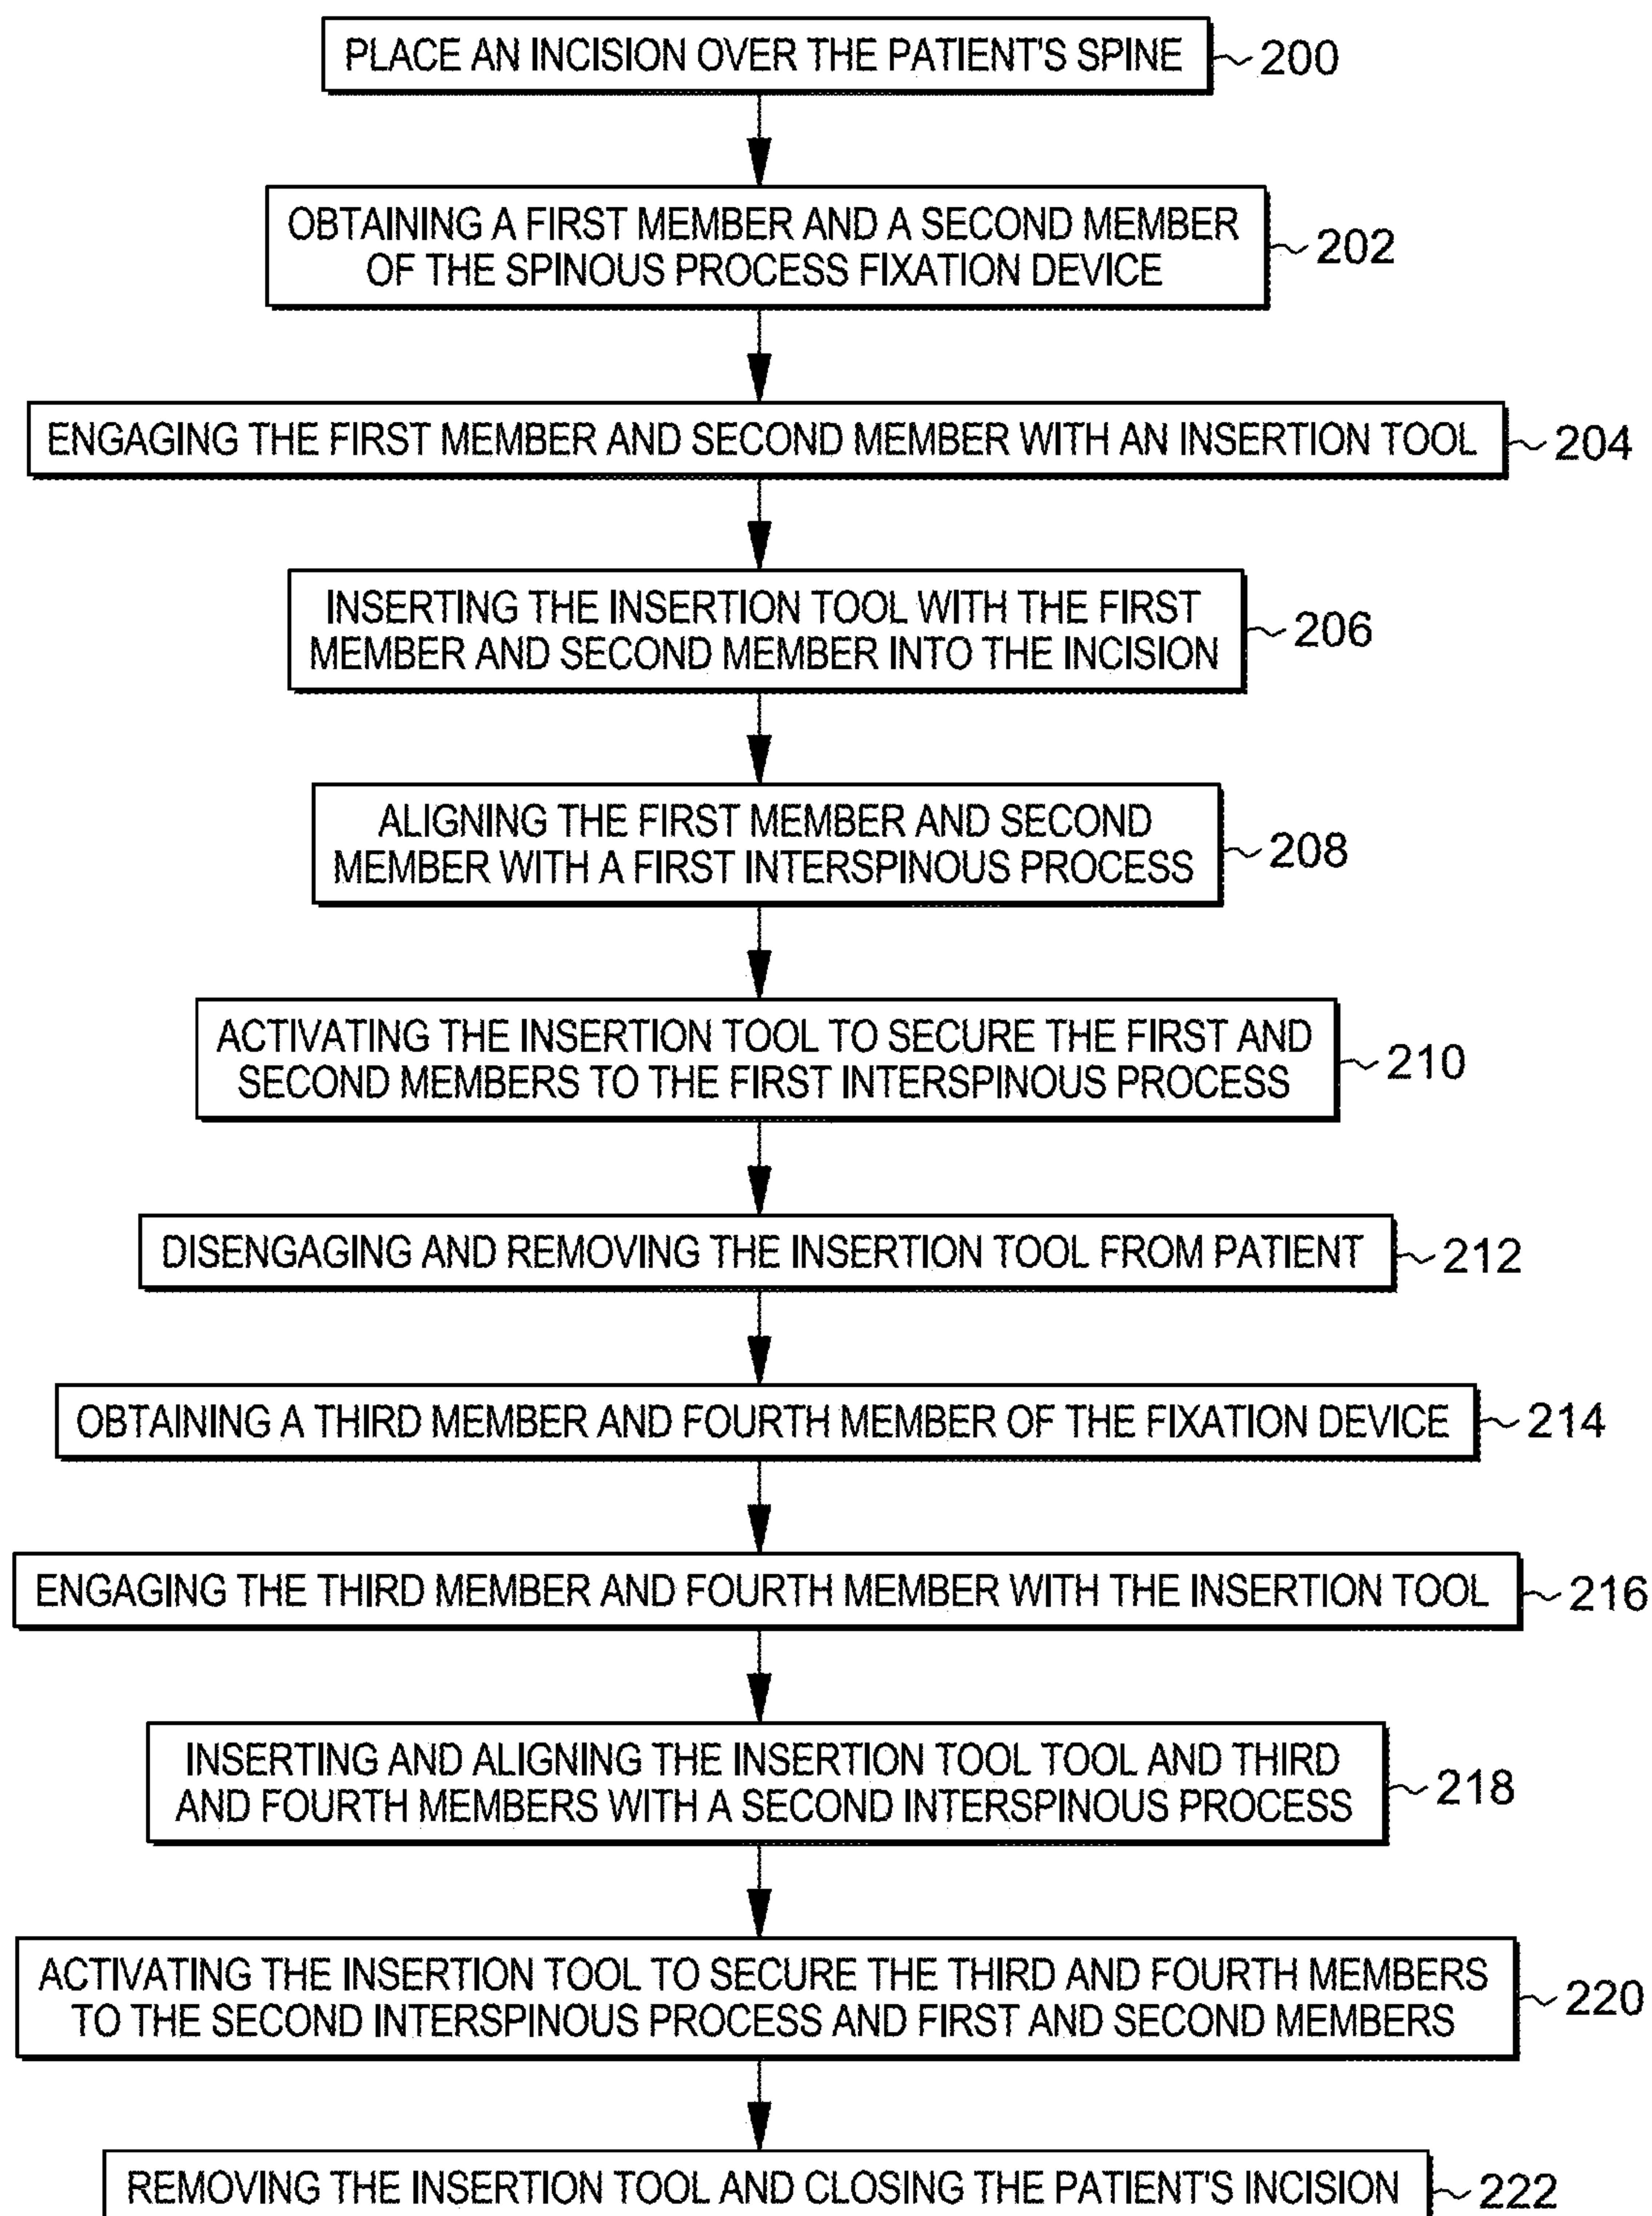 PLACE AN INCISION OVER THE PATIENT'S SPINE
200
OBTAINING A FIRST MEMBER AND A SECOND MEMBER
OF THE SPINOUS PROCESS FIXATION DEVICE
202
ENGAGING THE FIRST MEMBER AND SECOND MEMBER WITH AN INSERTION TOOL
204
INSERTING THE INSERTION TOOL WITH THE FIRST
MEMBER AND SECOND MEMBER INTO THE INCISION
206
ALIGNING THE FIRST MEMBER AND SECOND
MEMBER WITH A FIRST INTERSPINOUS PROCESS
208
ACTIVATING THE INSERTION TOOL TO SECURE THE FIRST AND
SECOND MEMBERS TO THE FIRST INTERSPINOUS PROCESS
210
DISENGAGING AND REMOVING THE INSERTION TOOL FROM PATIENT
212
OBTAINING A THIRD MEMBER AND FOURTH MEMBER OF THE FIXATION DEVICE
214
ENGAGING THE THIRD MEMBER AND FOURTH MEMBER WITH THE INSERTION TOOL
216
INSERTING AND ALIGNING THE INSERTION TOOL TOOL AND THIRD
AND FOURTH MEMBERS WITH A SECOND INTERSPINOUS PROCESS
218
ACTIVATING THE INSERTION TOOL TO SECURE THE THIRD AND FOURTH MEMBERS
TO THE SECOND INTERSPINOUS PROCESS AND FIRST AND SECOND MEMBERS
220
REMOVING THE INSERTION TOOL AND CLOSING THE PATIENT'S INCISION
222